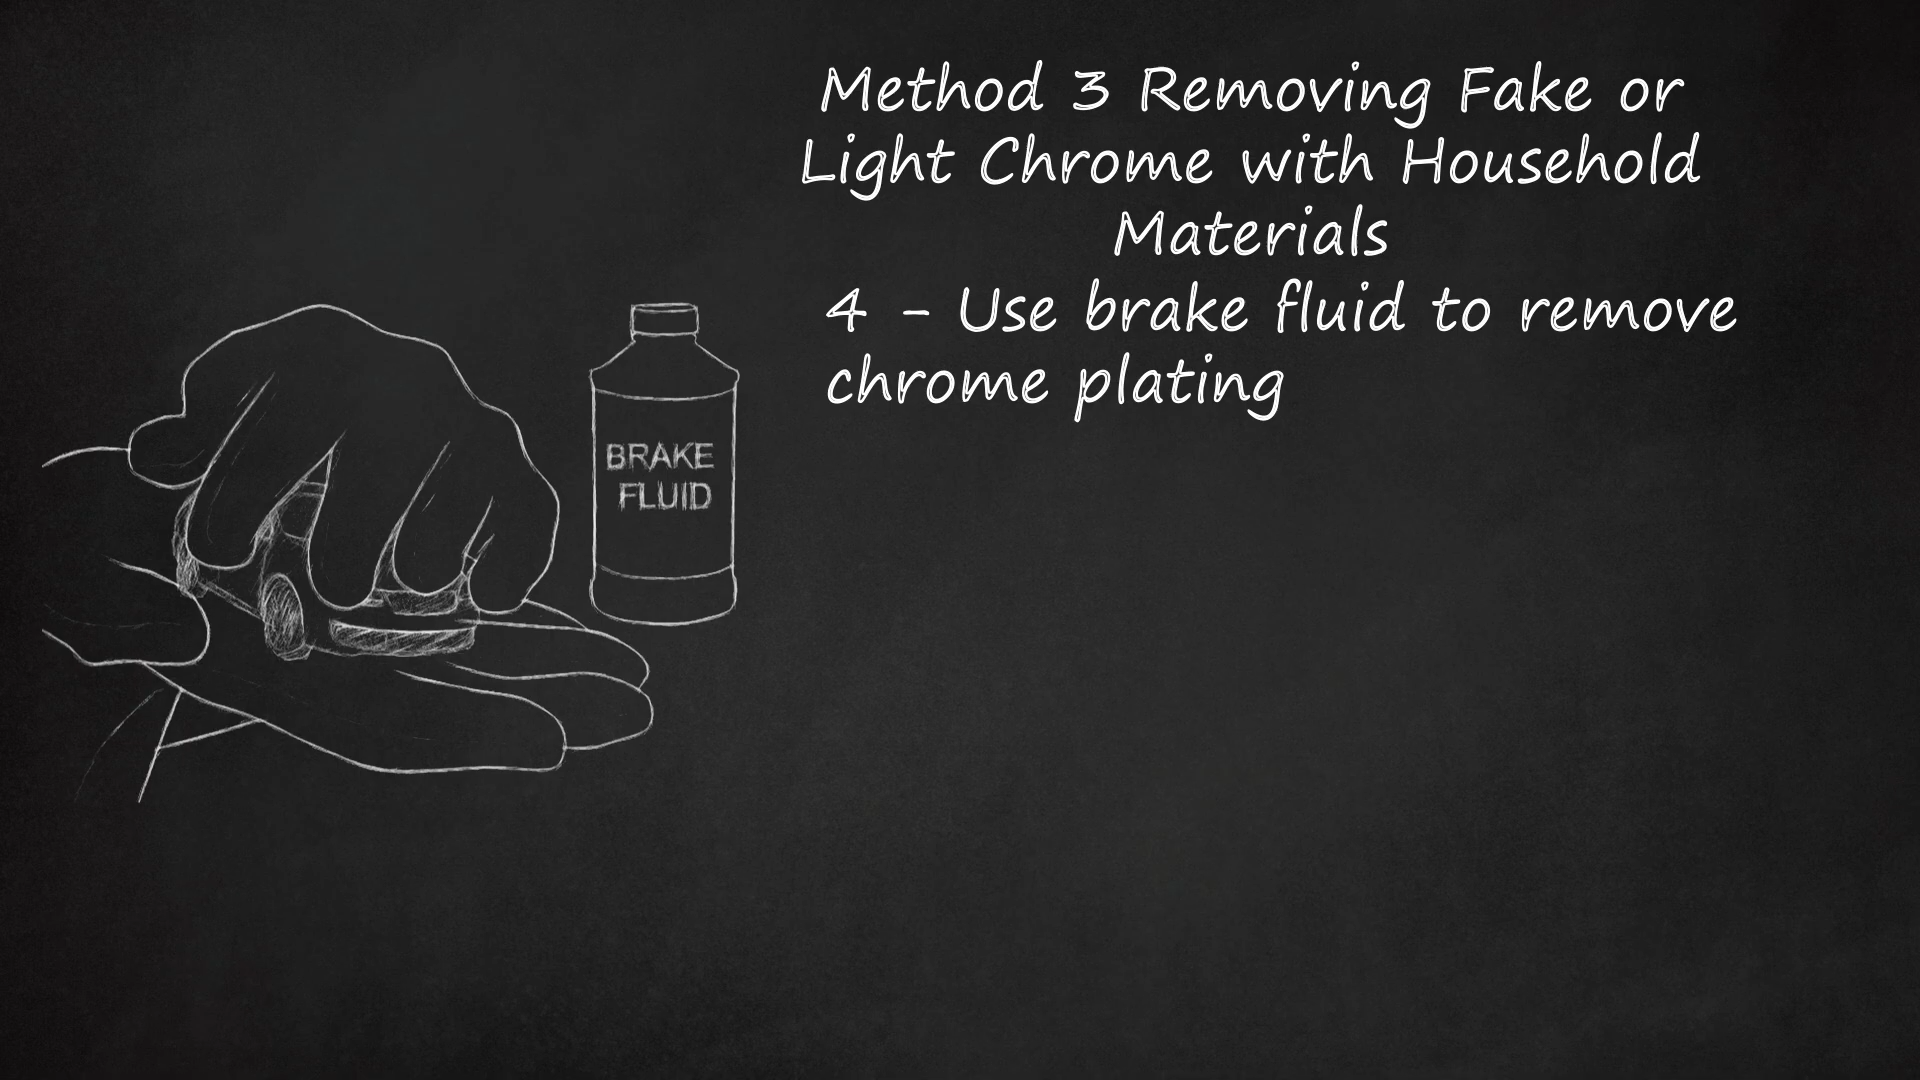 Method 3 Removing Fake or
Light Chrome with Household
Materials
4 - Use brake fluid to remove
chrome plating
BRAKE
FLUID